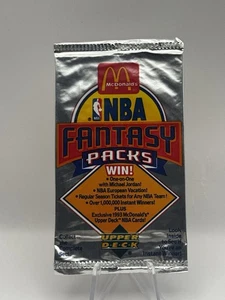 McDonald's
NBA
FANTASY
PACKS
WIN!
• One-on-One
with Michael Jordan!
• NBA European Vacation!
• Regular Season Tickets For Any NBA Team!
• Over 1,000,000 Instant Winners
PLUS
Exclusive 1993 McDonald's
Upper Deck NBA Cards!
UPPER
DECK